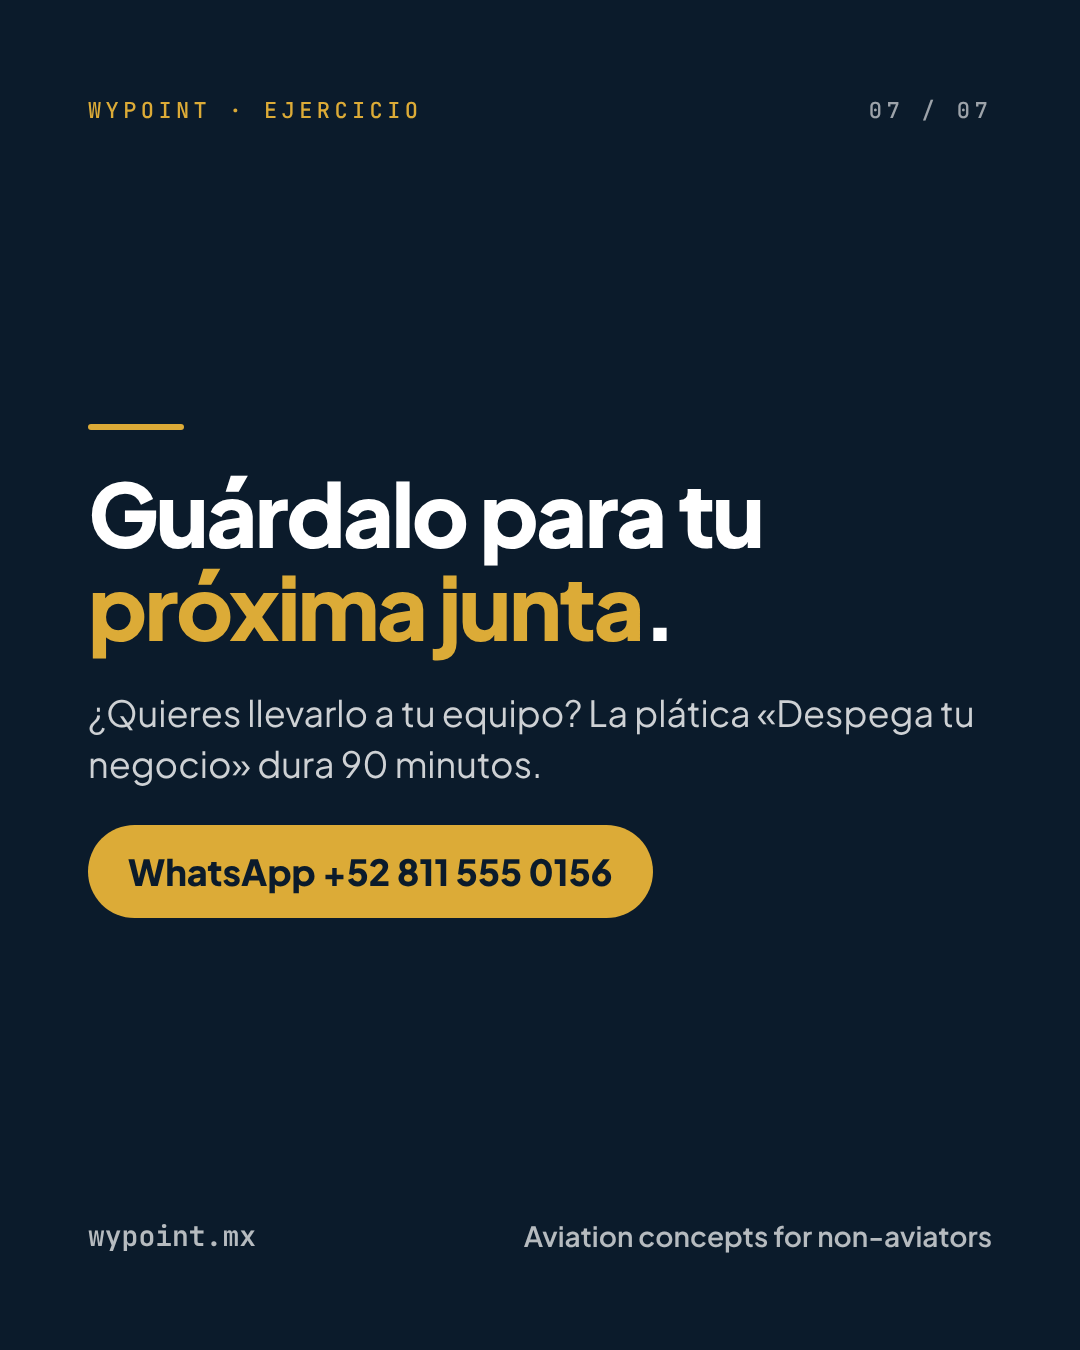 WYPOINT · EJERCICIO
07 / 07
Guárdalo para tu
próxima junta.
¿Quieres llevarlo a tu equipo? La plática «Despega tu
negocio» dura 90 minutos.
WhatsApp +52 811 555 0156
wypoint.mx
Aviation concepts for non-aviators